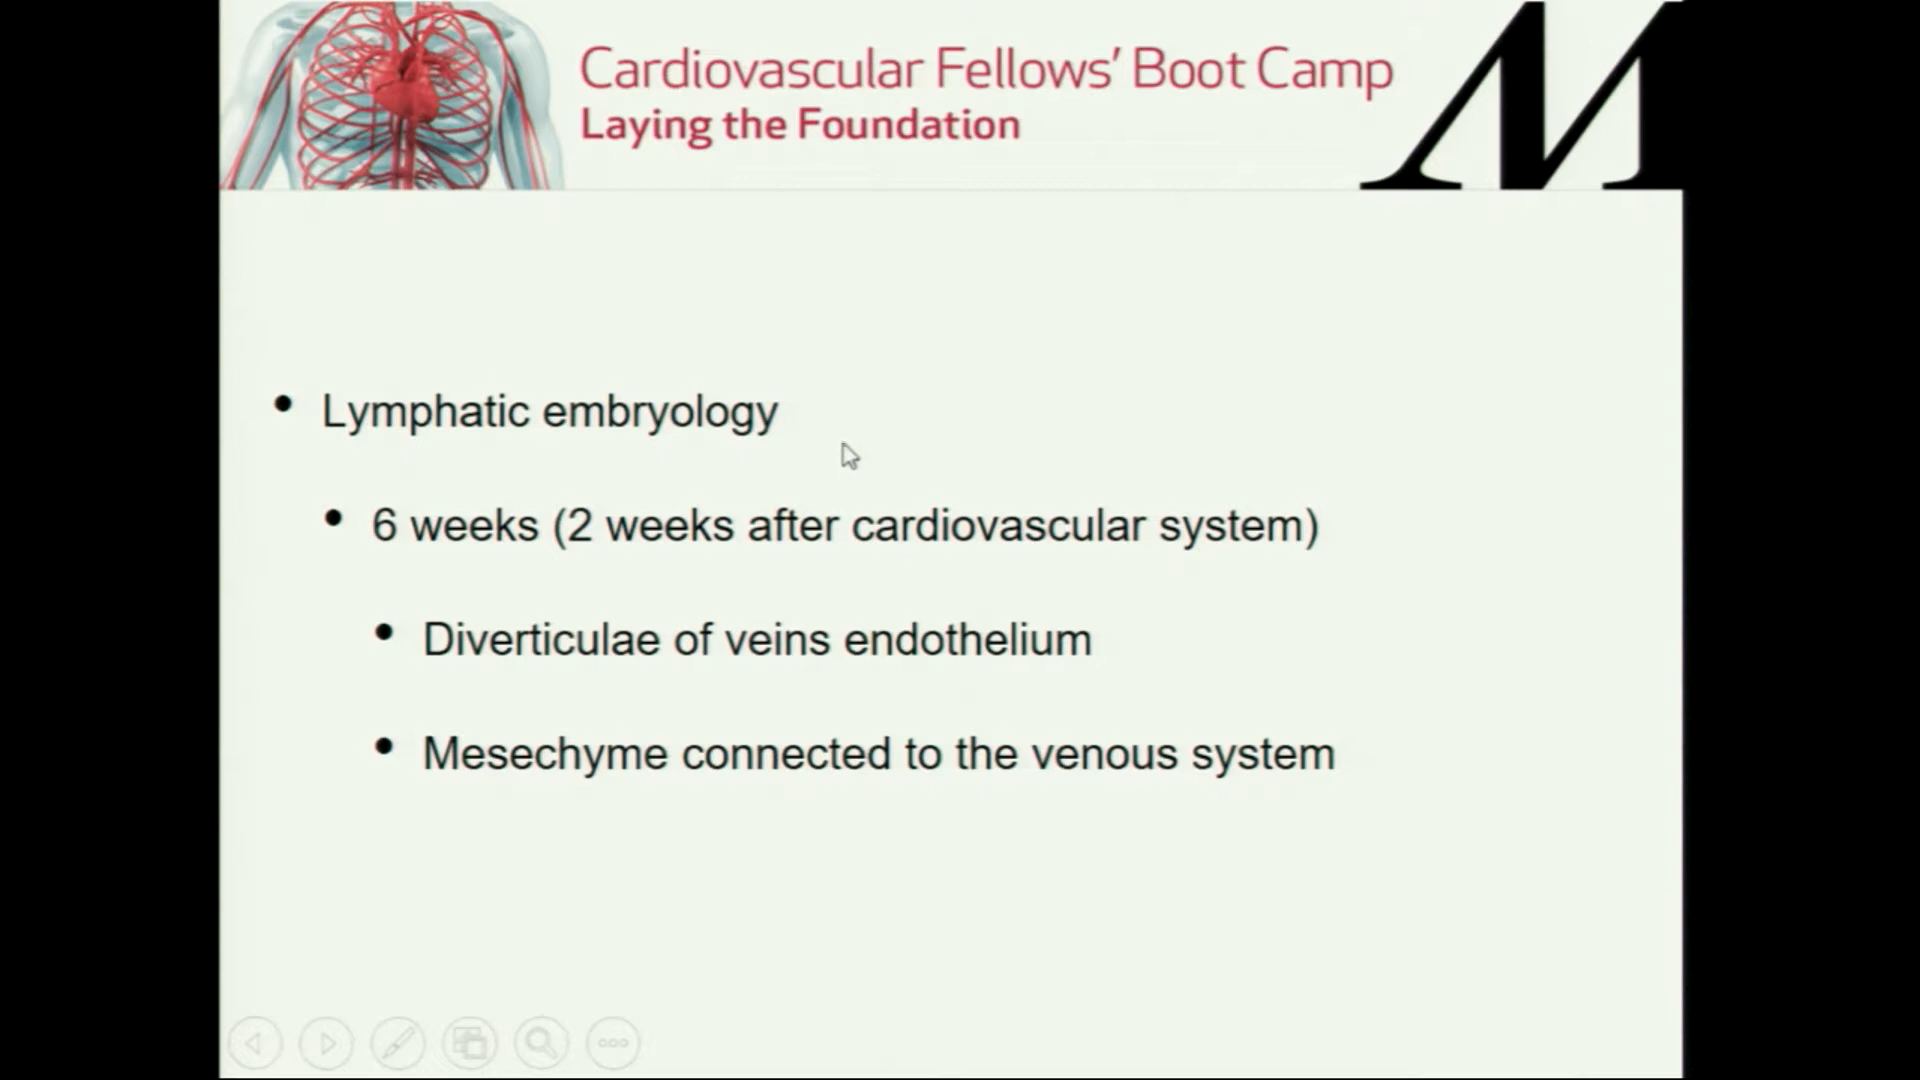 Cardiovascular Fellows' Boot Camp
Laying the Foundation
M
• Lymphatic embryology
• 6 weeks (2 weeks after cardiovascular system)
• Diverticulae of veins endothelium
• Mesechyme connected to the venous system